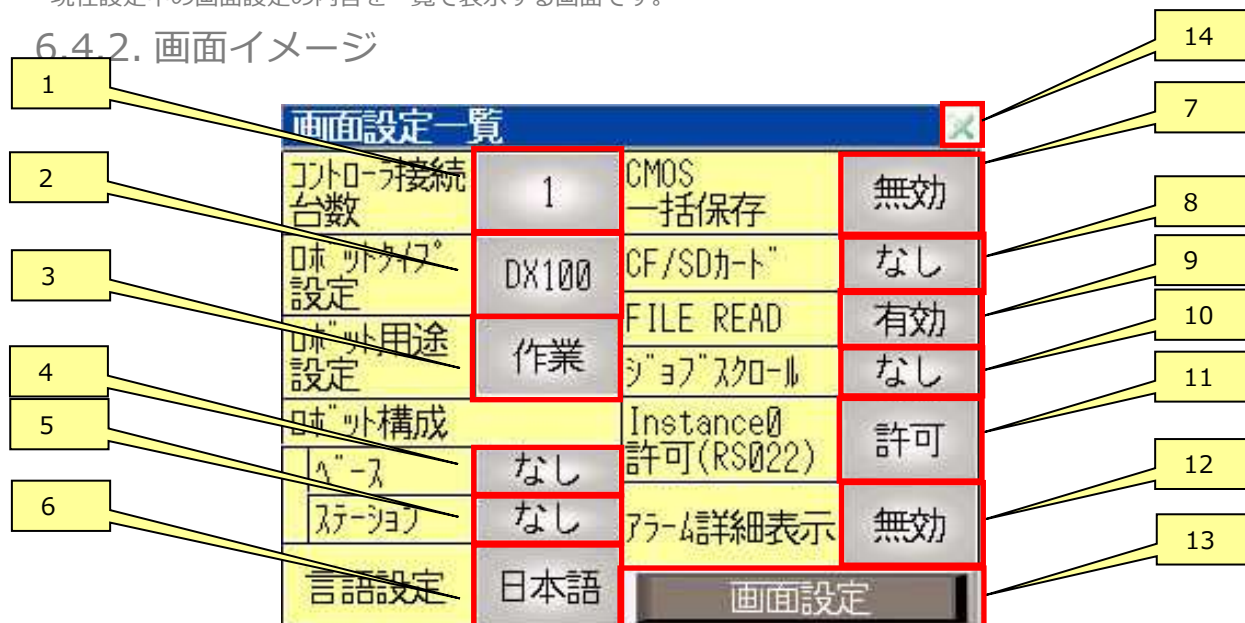 現在設定中の画面設定の内容を一覧で表示する画面です。
6.4.2. 画面イメージ
1
2
3
4
5
6
14
7
8
9
10
11
12
13
画面設定一覧
ｺﾝﾄﾛｰﾗ接続
台数
1
ﾛﾎﾞｯﾄﾀｲﾌﾟ
設定
DX100
ﾛﾎﾞｯﾄ用途
設定
作業
ﾛﾎﾞｯﾄ構成
ﾍﾞｰｽ
なし
ｽﾃｰｼｮﾝ
なし
言語設定
日本語
CMOS
一括保存
無効
CF/SDｶｰﾄﾞ
なし
FILE READ
有効
ｼﾞｮﾌﾞｽｸﾛｰﾙ
なし
Instance0
許可(RS022)
許可
ｱﾗｰﾑ詳細表示
無効
画面設定